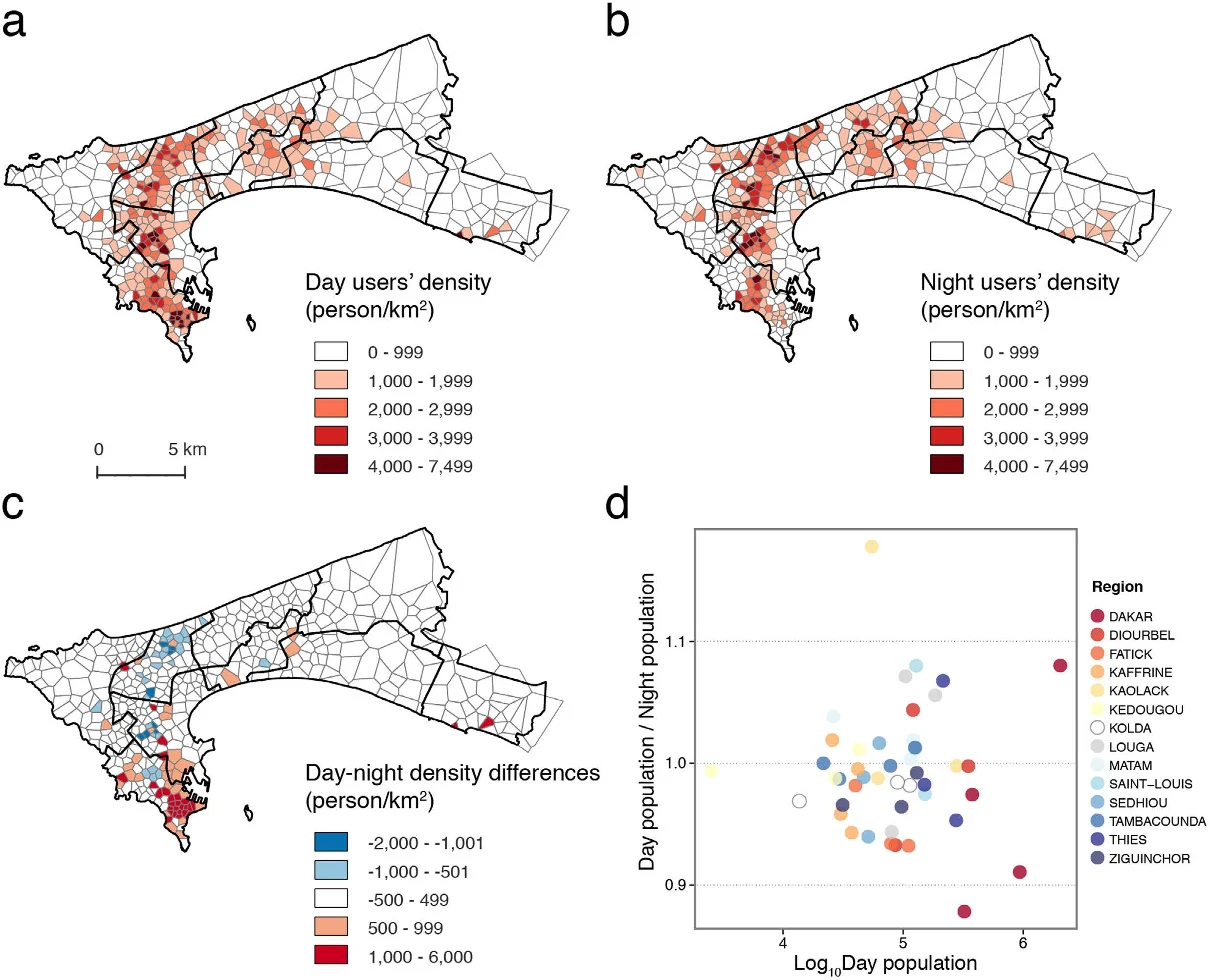 a
b
Day users’ density
(person/km²)
0 - 999
1,000 - 1,999
2,000 - 2,999
3,000 - 3,999
4,000 - 7,499
0 5 km
Night users’ density
(person/km²)
0 - 999
1,000 - 1,999
2,000 - 2,999
3,000 - 3,999
4,000 - 7,499
c
Day-night density differences
(person/km²)
-2,000 - -1,001
-1,000 - -501
-500 - 499
500 - 999
1,000 - 6,000
d
Day population / Night population
1.1
1.0
0.9
4 5 6
Log₁₀Day population
Region
DAKAR
DIOURBEL
FATICK
KAFFRINE
KAOLACK
KEDOUGOU
KOLDA
LOUGA
MATAM
SAINT−LOUIS
SEDHIOU
TAMBACOUNDA
THIES
ZIGUINCHOR